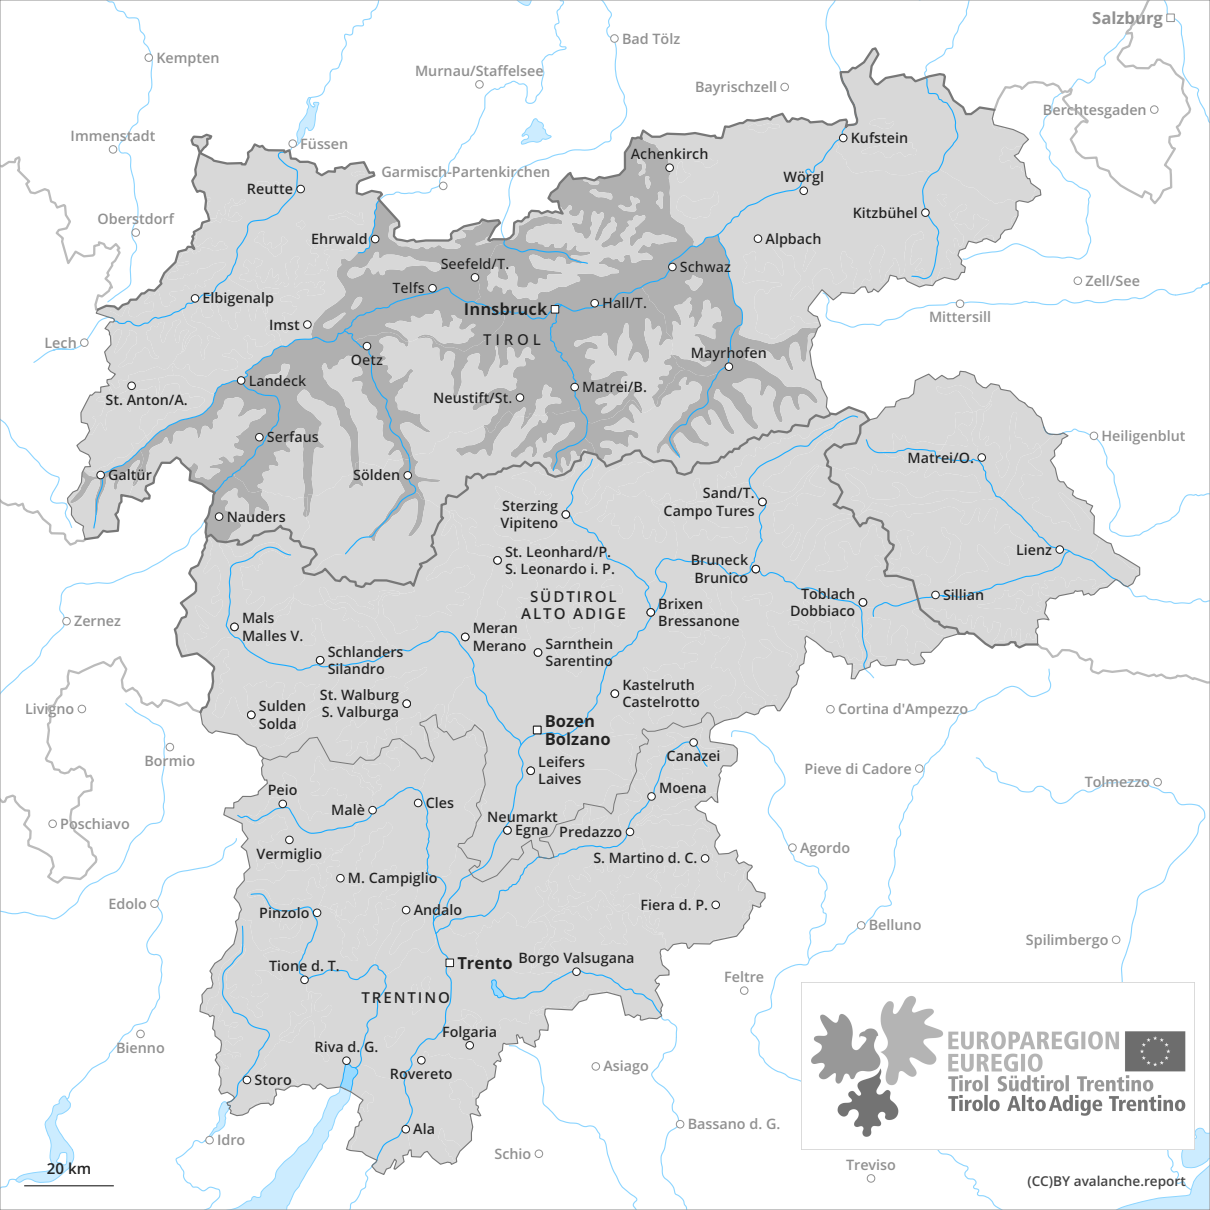 Salzburg
Bad Tölz
Kempten
Murnau/Staffelsee
Bayrischzell
Berchtesgaden
Immenstadt
Füssen
Kufstein
Achenkirch
Garmisch-Partenkirchen
Wörgl
Reutte
Oberstdorf
Kitzbühel
Ehrwald
Alpbach
Seefeld/T.
Schwaz
Zell/See
Telfs
Elbigenalp
Hall/T.
Innsbruck
Mittersill
Imst
TIROL
Lech
Mayrhofen
Oetz
Landeck
Matrei/B.
St. Anton/A.
Neustift/St.
Serfaus
Heiligenblut
Matrei/O.
Galtür
Sölden
Sand/T.
Campo Tures
Sterzing
Vipiteno
Nauders
Lienz
St. Leonhard/P.
S. Leonardo i. P.
Bruneck
Brunico
Toblach
Dobbiaco
Sillian
SÜDTIROL
ALTO ADIGE
Brixen
Bressanone
Zernez
Mals
Malles V.
Meran
Merano
Sarnthein
Sarentino
Schlanders
Silandro
Kastelruth
Castelrotto
St. Walburg
S. Valburga
Livigno
Sulden
Solda
Cortina d'Ampezzo
Bozen
Bolzano
Bormio
Canazei
Leifers
Laives
Pieve di Cadore
Tolmezzo
Peio
Moena
Malè
Cles
Neumarkt
Egna
Predazzo
Poschiavo
Vermiglio
S. Martino d. C.
Agordo
M. Campiglio
Edolo
Pinzolo
Andalo
Fiera d. P.
Belluno
Spilimbergo
Trento
Borgo Valsugana
Tione d. T.
Feltre
TRENTINO
Folgaria
Bienno
Riva d. G.
Rovereto
Asiago
Storo
EUROPAREGION
EUREGIO
Tirol Südtirol Trentino
Tirolo Alto Adige Trentino
Ala
Idro
Bassano d. G.
Schio
Treviso
20 km
(CC)BY avalanche.report